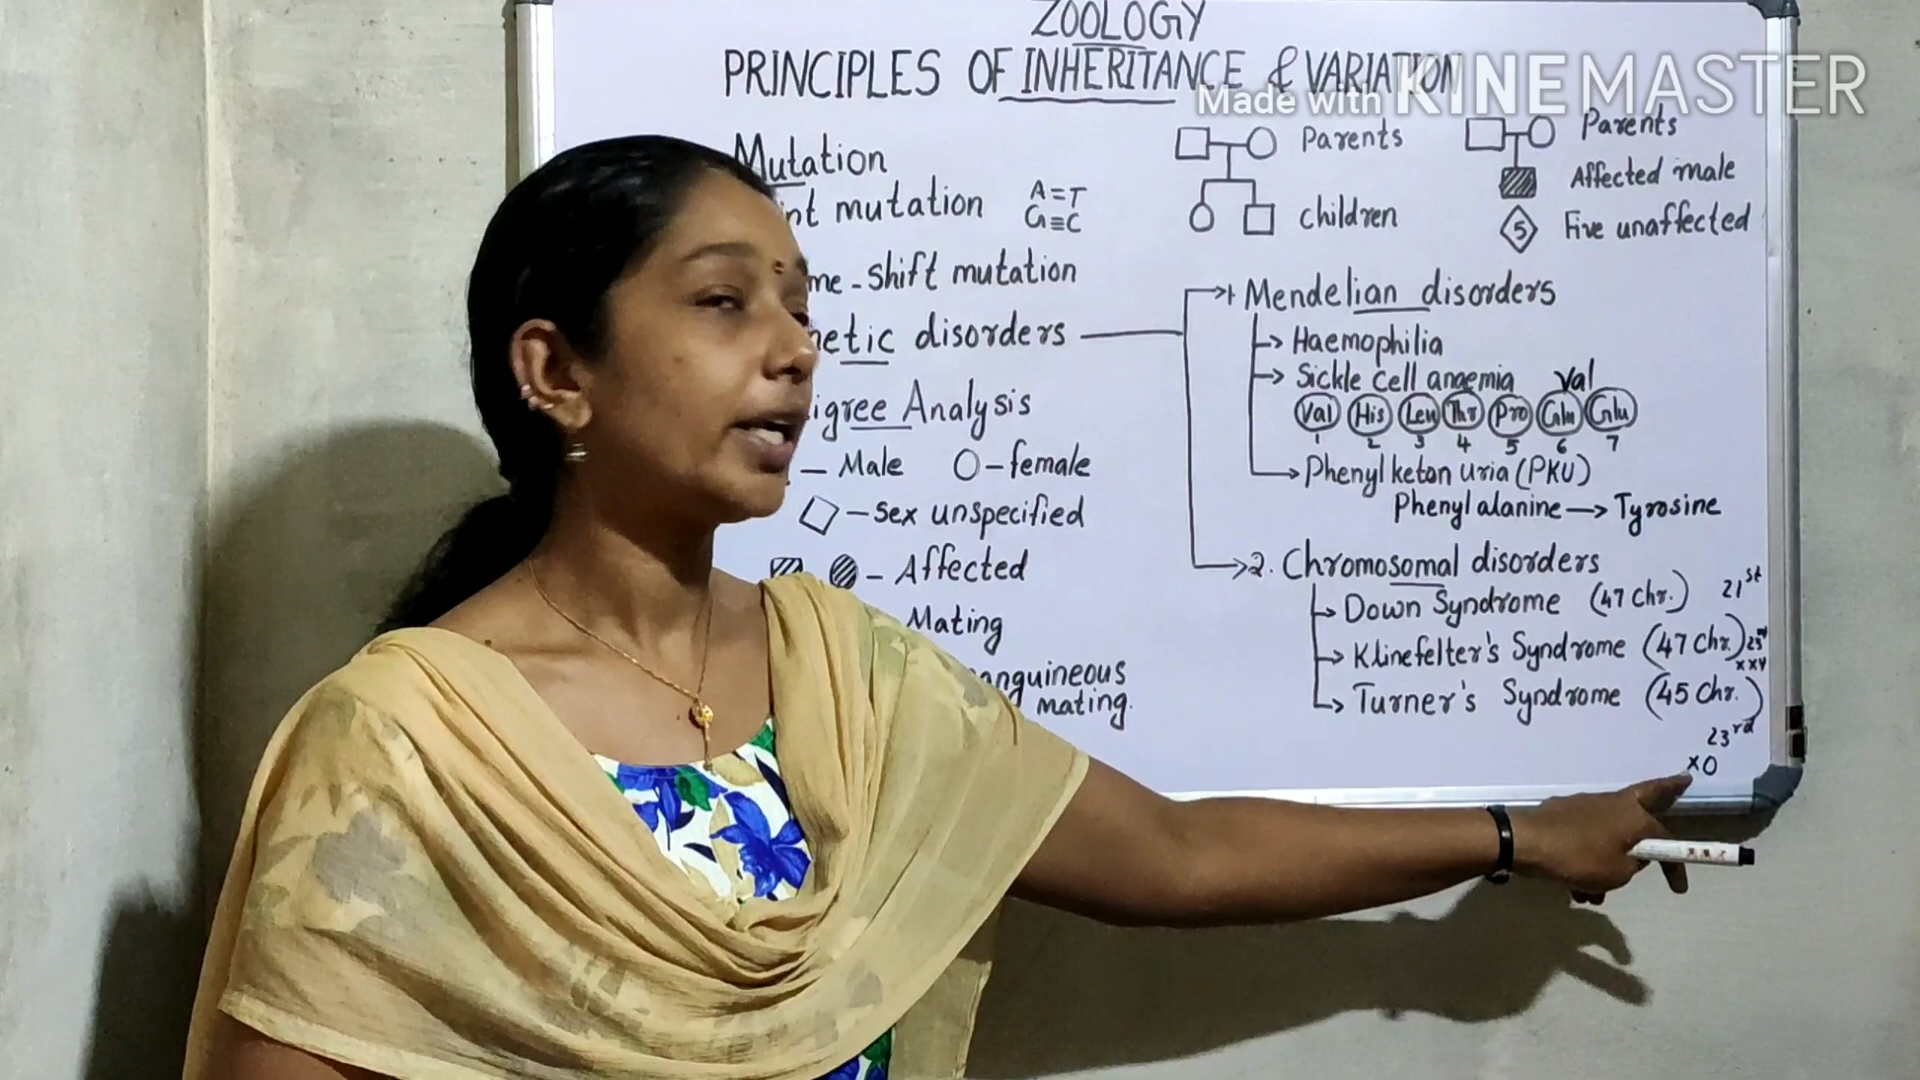 ZOOLOGY
PRINCIPLES OF INHERITANCE & VARIATION
Made with KINEMASTER
Mutation
mutation A=T
G≡C
shift mutation
disorders
Analysis
— Male O – female
— Sex unspecified
– Affected
Mating
mating.
Parents
children
Parents
Affected male
5 Five unaffected
Mendelian disorders
Haemophilia
Sickle cell anaemia Val
Val His Leu Thr Pro Glu Glu
1 2 3 4 5 6 7
Phenyl keton uria (PKU)
Phenyl alanine → Tyrosine
2. Chromosomal disorders
Down Syndrome (47 Chr.) 21st
Klinefelter's Syndrome (47 Chr.) 23rd
XXY
Turner's Syndrome (45 Chr.)
23rd
XO